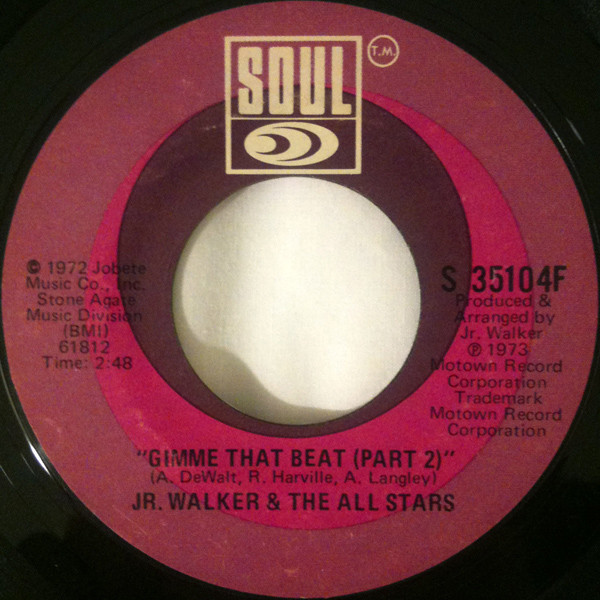 SOUL
T.M.
© 1972 Jobete
Music Co., Inc.
Stone Agate
Music Division
(BMI)
61812
Time: 2:48
S 35104F
Produced &
Arranged by
Jr. Walker
℗ 1973
Motown Record
Corporation
Trademark
Motown Record
Corporation
"GIMME THAT BEAT (PART 2)"
(A. DeWalt, R. Harville, A. Langley)
JR. WALKER & THE ALL STARS